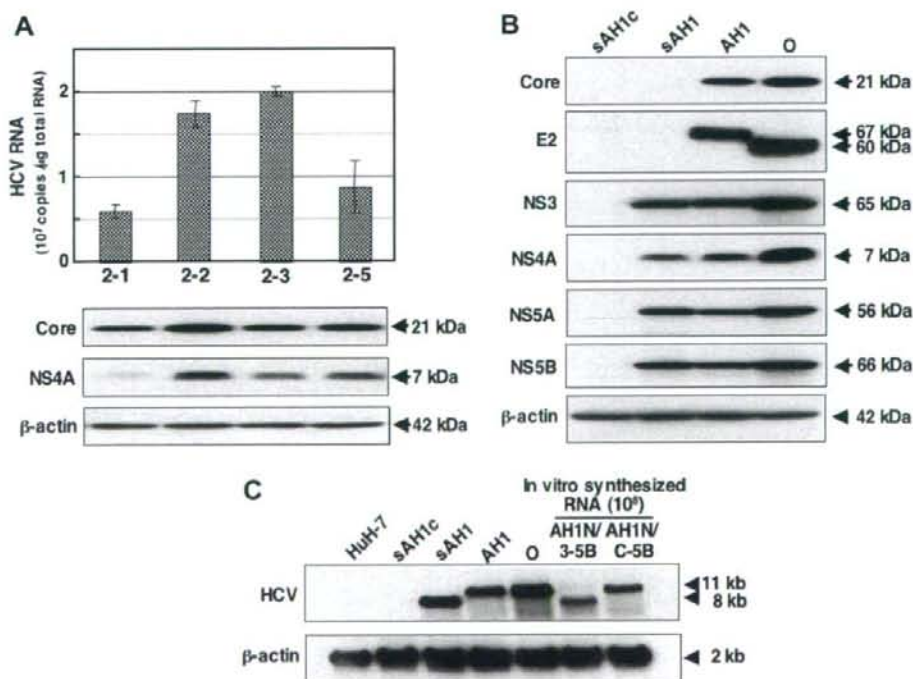 A
HCV RNA
(10⁷ copies /µg total RNA)
2
1
0
2-1 2-2 2-3 2-5
Core 21 kDa
NS4A 7 kDa
β-actin 42 kDa
B
sAH1c sAH1 AH1 O
Core 21 kDa
E2 67 kDa
60 kDa
NS3 65 kDa
NS4A 7 kDa
NS5A 56 kDa
NS5B 66 kDa
β-actin 42 kDa
C
In vitro synthesized
RNA (10⁸)
HuH-7 sAH1c sAH1 AH1 O AH1N/ AH1N/
3-5B C-5B
HCV 11 kb
8 kb
β-actin 2 kb